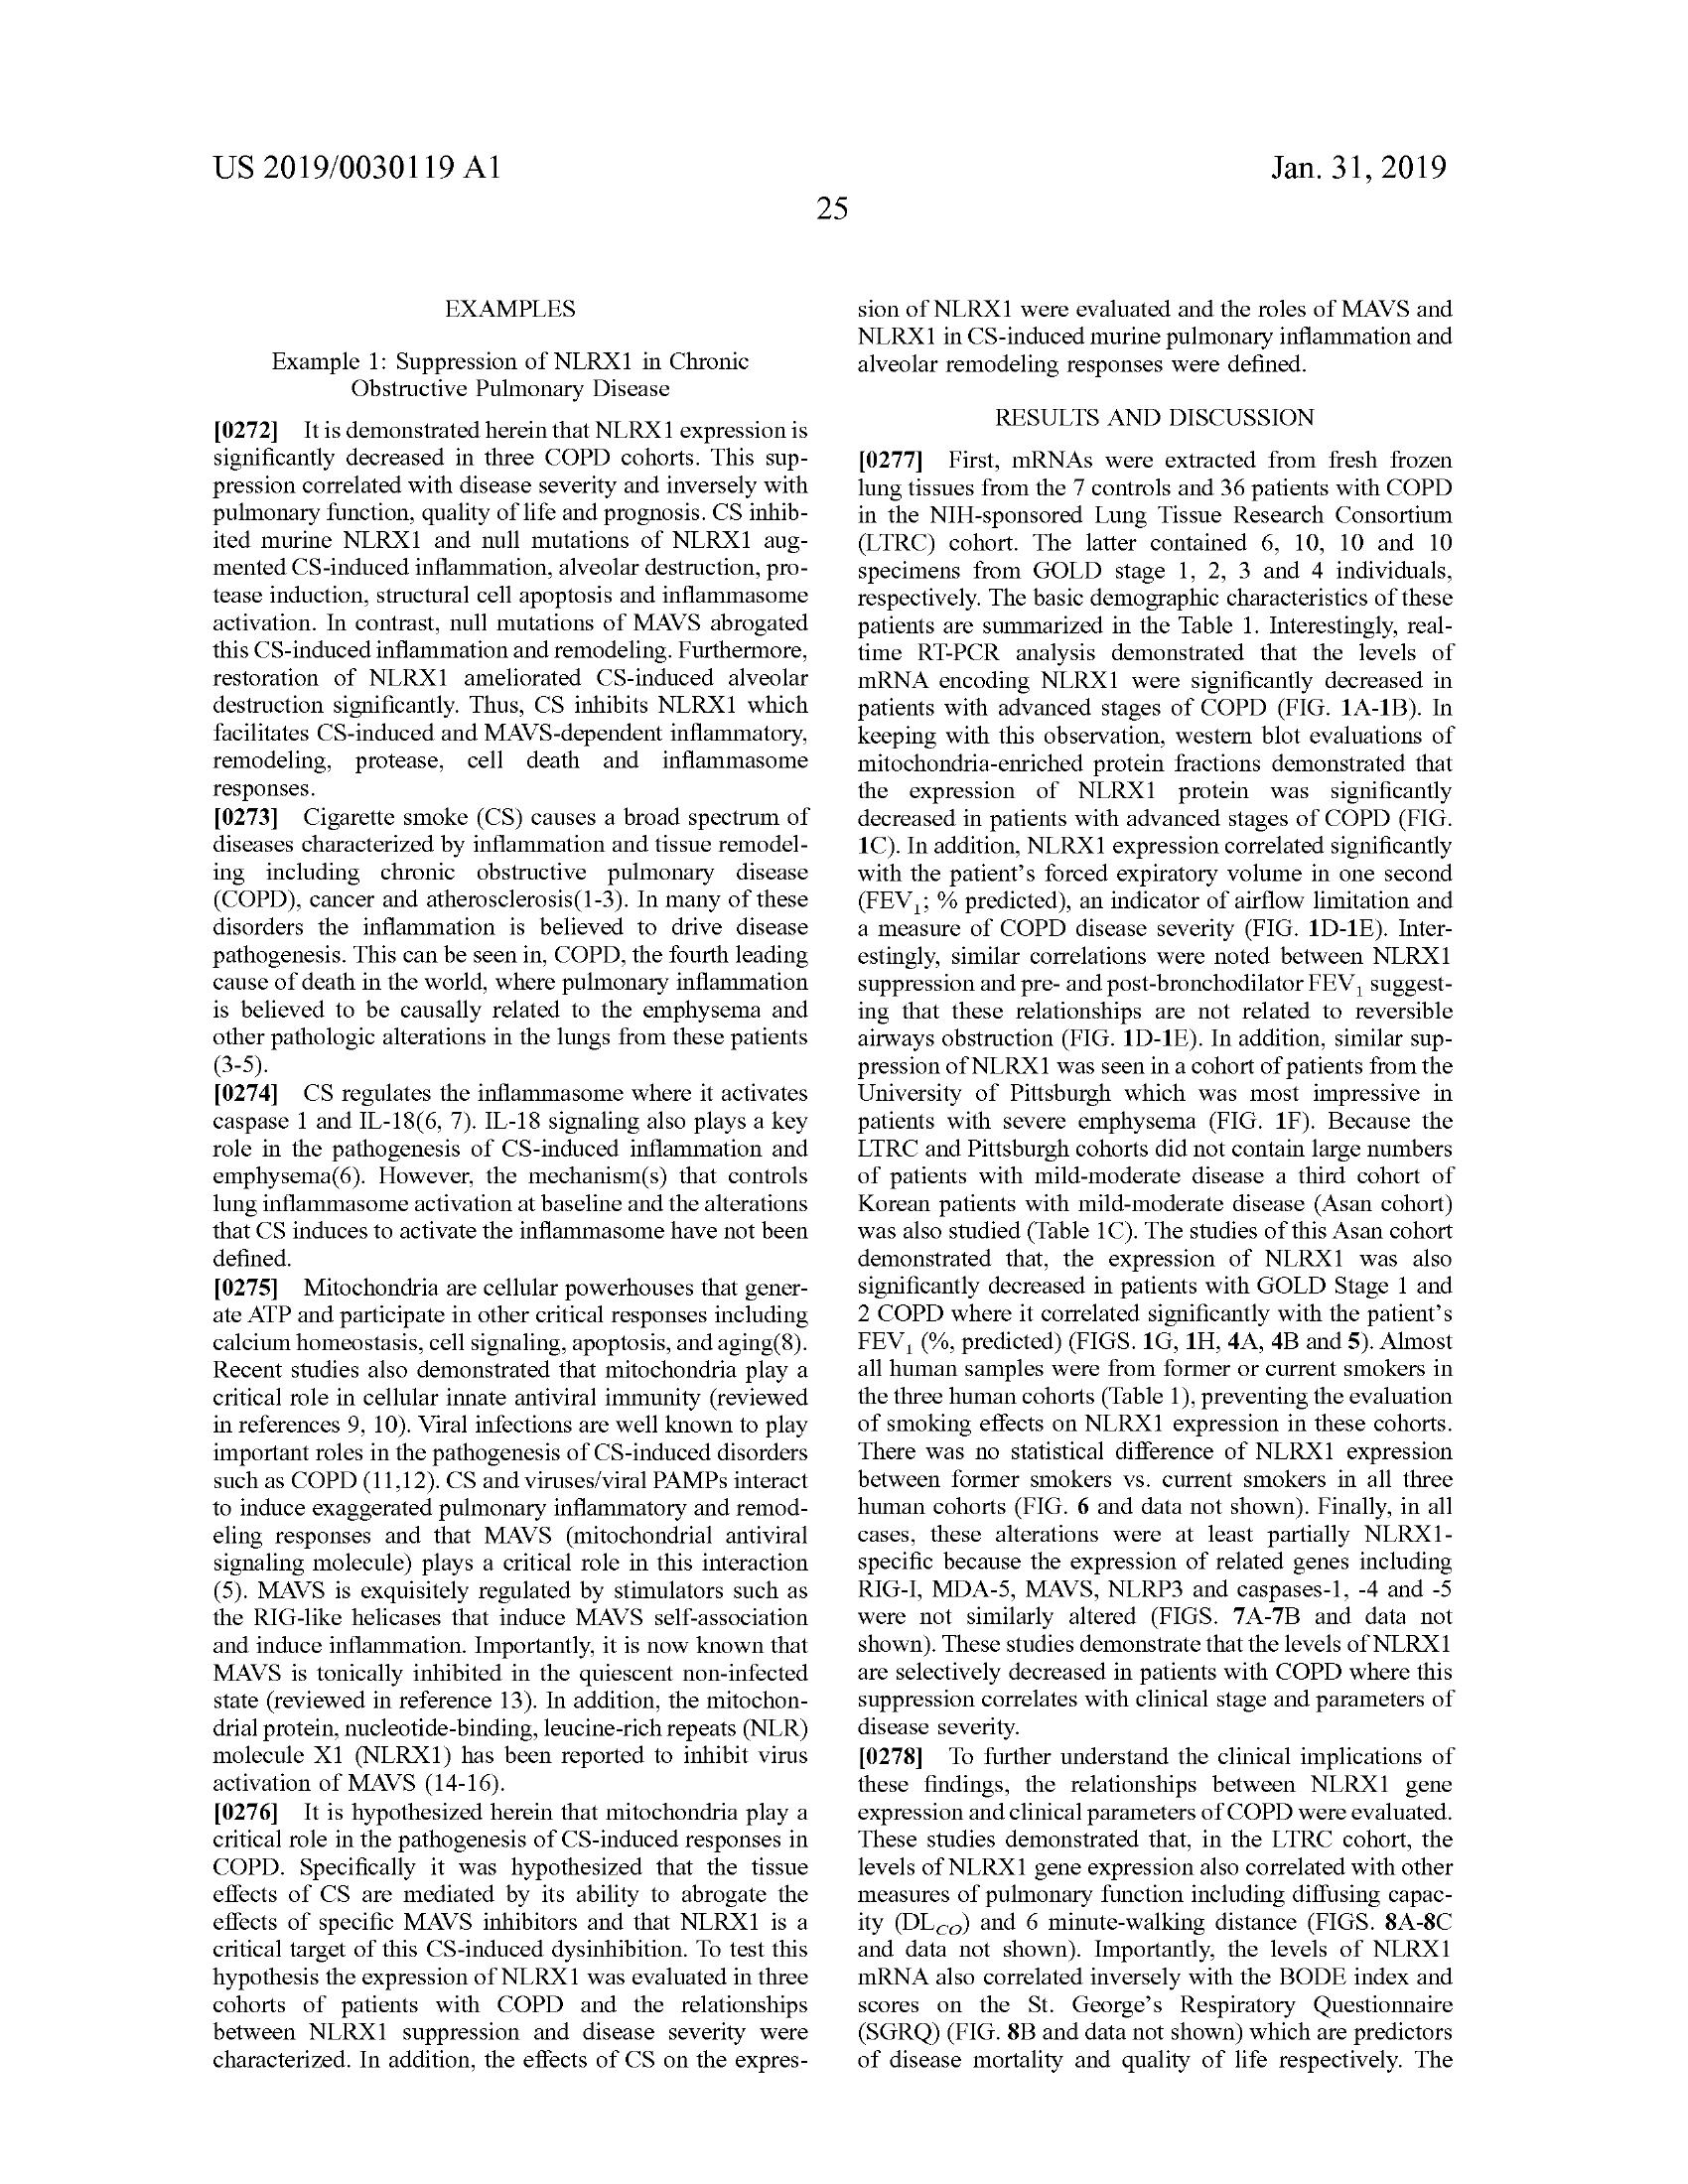 US 2019/0030119 A1
Jan. 31, 2019
25
EXAMPLES
Example 1: Suppression of NLRX1 in Chronic
Obstructive Pulmonary Disease
[0272] It is demonstrated herein that NLRX1 expression is
significantly decreased in three COPD cohorts. This sup-
pression correlated with disease severity and inversely with
pulmonary function, quality of life and prognosis. CS inhib-
ited murine NLRX1 and null mutations of NLRX1 aug-
mented CS-induced inflammation, alveolar destruction, pro-
tease induction, structural cell apoptosis and inflammasome
activation. In contrast, null mutations of MAVS abrogated
this CS-induced inflammation and remodeling. Furthermore,
restoration of NLRX1 ameliorated CS-induced alveolar
destruction significantly. Thus, CS inhibits NLRX1 which
facilitates CS-induced and MAVS-dependent inflammatory,
remodeling, protease, cell death and inflammasome
responses.
[0273] Cigarette smoke (CS) causes a broad spectrum of
diseases characterized by inflammation and tissue remodel-
ing including chronic obstructive pulmonary disease
(COPD), cancer and atherosclerosis(1-3). In many of these
disorders the inflammation is believed to drive disease
pathogenesis. This can be seen in, COPD, the fourth leading
cause of death in the world, where pulmonary inflammation
is believed to be causally related to the emphysema and
other pathologic alterations in the lungs from these patients
(3-5).
[0274] CS regulates the inflammasome where it activates
caspase 1 and IL-18(6, 7). IL-18 signaling also plays a key
role in the pathogenesis of CS-induced inflammation and
emphysema(6). However, the mechanism(s) that controls
lung inflammasome activation at baseline and the alterations
that CS induces to activate the inflammasome have not been
defined.
[0275] Mitochondria are cellular powerhouses that gener-
ate ATP and participate in other critical responses including
calcium homeostasis, cell signaling, apoptosis, and aging(8).
Recent studies also demonstrated that mitochondria play a
critical role in cellular innate antiviral immunity (reviewed
in references 9, 10). Viral infections are well known to play
important roles in the pathogenesis of CS-induced disorders
such as COPD (11,12). CS and viruses/viral PAMPs interact
to induce exaggerated pulmonary inflammatory and remod-
eling responses and that MAVS (mitochondrial antiviral
signaling molecule) plays a critical role in this interaction
(5). MAVS is exquisitely regulated by stimulators such as
the RIG-like helicases that induce MAVS self-association
and induce inflammation. Importantly, it is now known that
MAVS is tonically inhibited in the quiescent non-infected
state (reviewed in reference 13). In addition, the mitochon-
drial protein, nucleotide-binding, leucine-rich repeats (NLR)
molecule X1 (NLRX1) has been reported to inhibit virus
activation of MAVS (14-16).
[0276] It is hypothesized herein that mitochondria play a
critical role in the pathogenesis of CS-induced responses in
COPD. Specifically it was hypothesized that the tissue
effects of CS are mediated by its ability to abrogate the
effects of specific MAVS inhibitors and that NLRX1 is a
critical target of this CS-induced dysinhibition. To test this
hypothesis the expression of NLRX1 was evaluated in three
cohorts of patients with COPD and the relationships
between NLRX1 suppression and disease severity were
characterized. In addition, the effects of CS on the expres-
sion of NLRX1 were evaluated and the roles of MAVS and
NLRX1 in CS-induced murine pulmonary inflammation and
alveolar remodeling responses were defined.
RESULTS AND DISCUSSION
[0277] First, mRNAs were extracted from fresh frozen
lung tissues from the 7 controls and 36 patients with COPD
in the NIH-sponsored Lung Tissue Research Consortium
(LTRC) cohort. The latter contained 6, 10, 10 and 10
specimens from GOLD stage 1, 2, 3 and 4 individuals,
respectively. The basic demographic characteristics of these
patients are summarized in the Table 1. Interestingly, real-
time RT-PCR analysis demonstrated that the levels of
mRNA encoding NLRX1 were significantly decreased in
patients with advanced stages of COPD (FIG. 1A-1B). In
keeping with this observation, western blot evaluations of
mitochondria-enriched protein fractions demonstrated that
the expression of NLRX1 protein was significantly
decreased in patients with advanced stages of COPD (FIG.
1C). In addition, NLRX1 expression correlated significantly
with the patient's forced expiratory volume in one second
(FEV₁; % predicted), an indicator of airflow limitation and
a measure of COPD disease severity (FIG. 1D-1E). Inter-
estingly, similar correlations were noted between NLRX1
suppression and pre- and post-bronchodilator FEV₁ suggest-
ing that these relationships are not related to reversible
airways obstruction (FIG. 1D-1E). In addition, similar sup-
pression of NLRX1 was seen in a cohort of patients from the
University of Pittsburgh which was most impressive in
patients with severe emphysema (FIG. 1F). Because the
LTRC and Pittsburgh cohorts did not contain large numbers
of patients with mild-moderate disease a third cohort of
Korean patients with mild-moderate disease (Asan cohort)
was also studied (Table 1C). The studies of this Asan cohort
demonstrated that, the expression of NLRX1 was also
significantly decreased in patients with GOLD Stage 1 and
2 COPD where it correlated significantly with the patient's
FEV₁ (%, predicted) (FIGS. 1G, 1H, 4A, 4B and 5). Almost
all human samples were from former or current smokers in
the three human cohorts (Table 1), preventing the evaluation
of smoking effects on NLRX1 expression in these cohorts.
There was no statistical difference of NLRX1 expression
between former smokers vs. current smokers in all three
human cohorts (FIG. 6 and data not shown). Finally, in all
cases, these alterations were at least partially NLRX1-
specific because the expression of related genes including
RIG-I, MDA-5, MAVS, NLRP3 and caspases-1, -4 and -5
were not similarly altered (FIGS. 7A-7B and data not
shown). These studies demonstrate that the levels of NLRX1
are selectively decreased in patients with COPD where this
suppression correlates with clinical stage and parameters of
disease severity.
[0278] To further understand the clinical implications of
these findings, the relationships between NLRX1 gene
expression and clinical parameters of COPD were evaluated.
These studies demonstrated that, in the LTRC cohort, the
levels of NLRX1 gene expression also correlated with other
measures of pulmonary function including diffusing capac-
ity (DL_CO) and 6 minute-walking distance (FIGS. 8A-8C
and data not shown). Importantly, the levels of NLRX1
mRNA also correlated inversely with the BODE index and
scores on the St. George's Respiratory Questionnaire
(SGRQ) (FIG. 8B and data not shown) which are predictors
of disease mortality and quality of life respectively. The